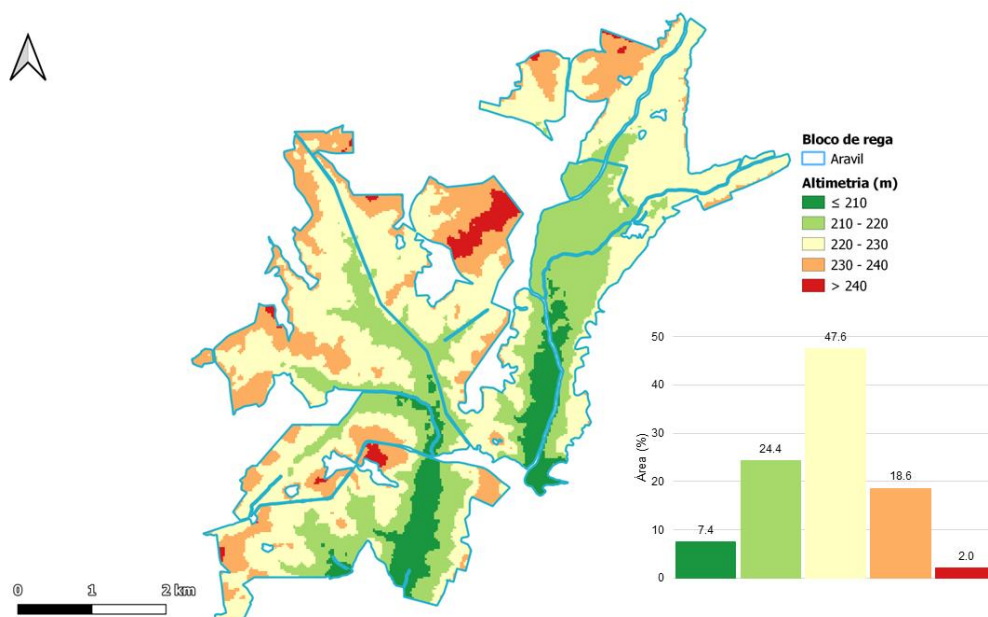 Bloco de rega
Aravil
Altimetria (m)
≤ 210
210 - 220
220 - 230
230 - 240
> 240
50
40
30
20
10
0
Área (%)
7.4
24.4
47.6
18.6
2.0
0 1 2 km